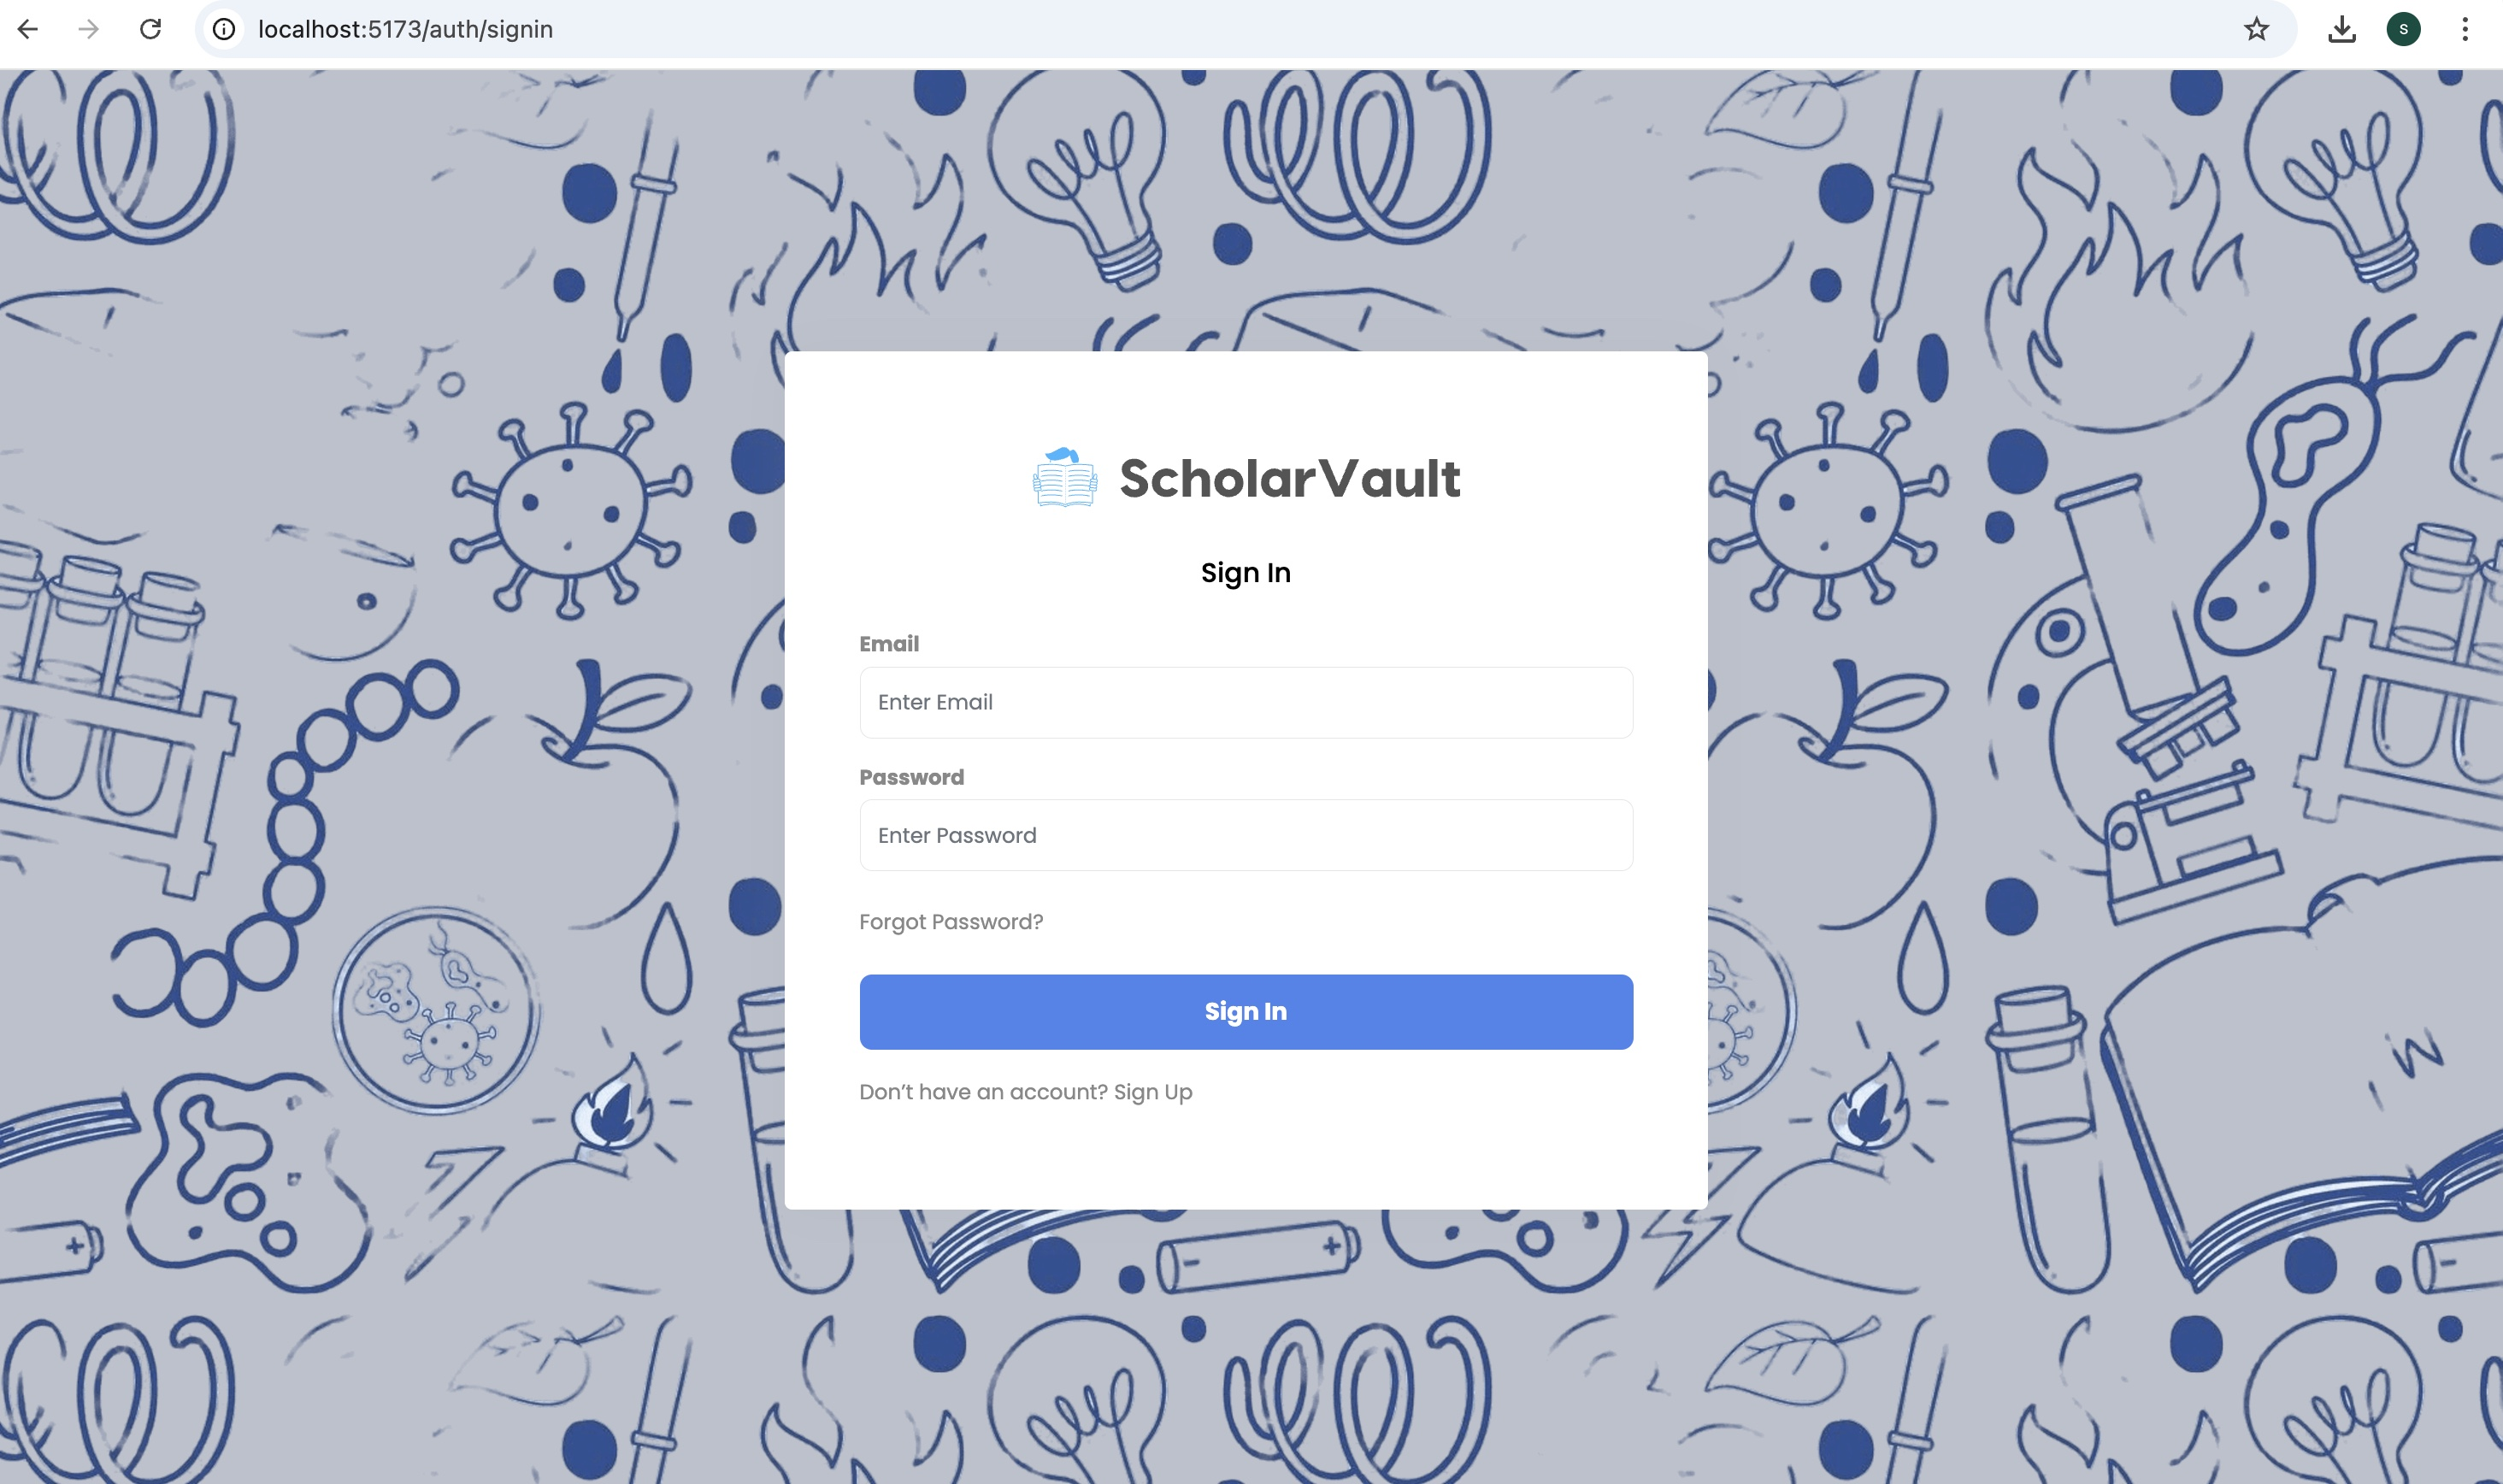 localhost:5173/auth/signin
S
ScholarVault
Sign In
Email
Enter Email
Password
Enter Password
Forgot Password?
Sign In
Don’t have an account? Sign Up